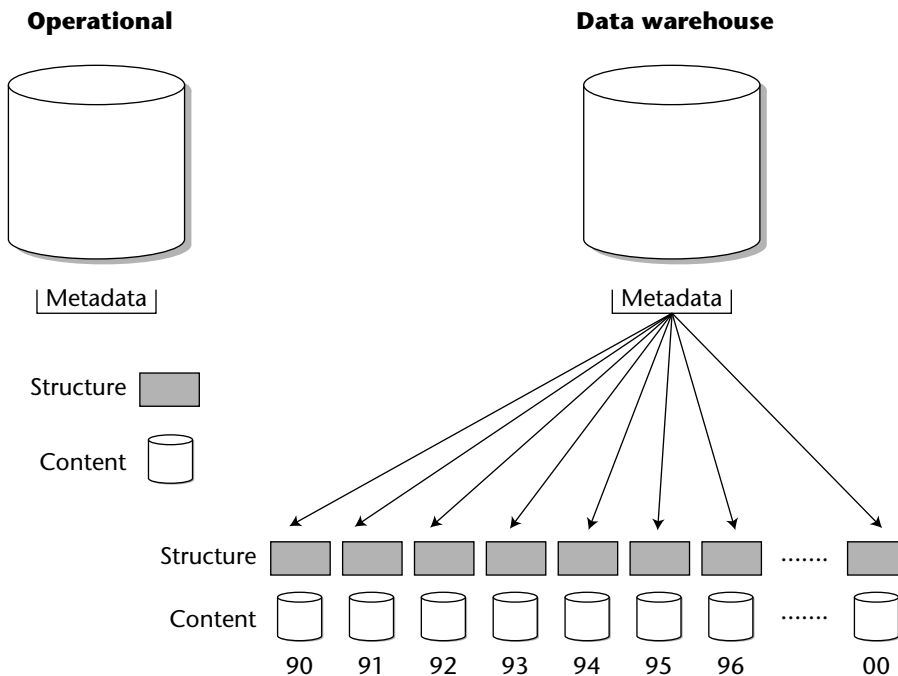 Operational Data warehouse
Metadata Metadata
Structure
Content
Structure .......
Content .......
90 91 92 93 94 95 96 00